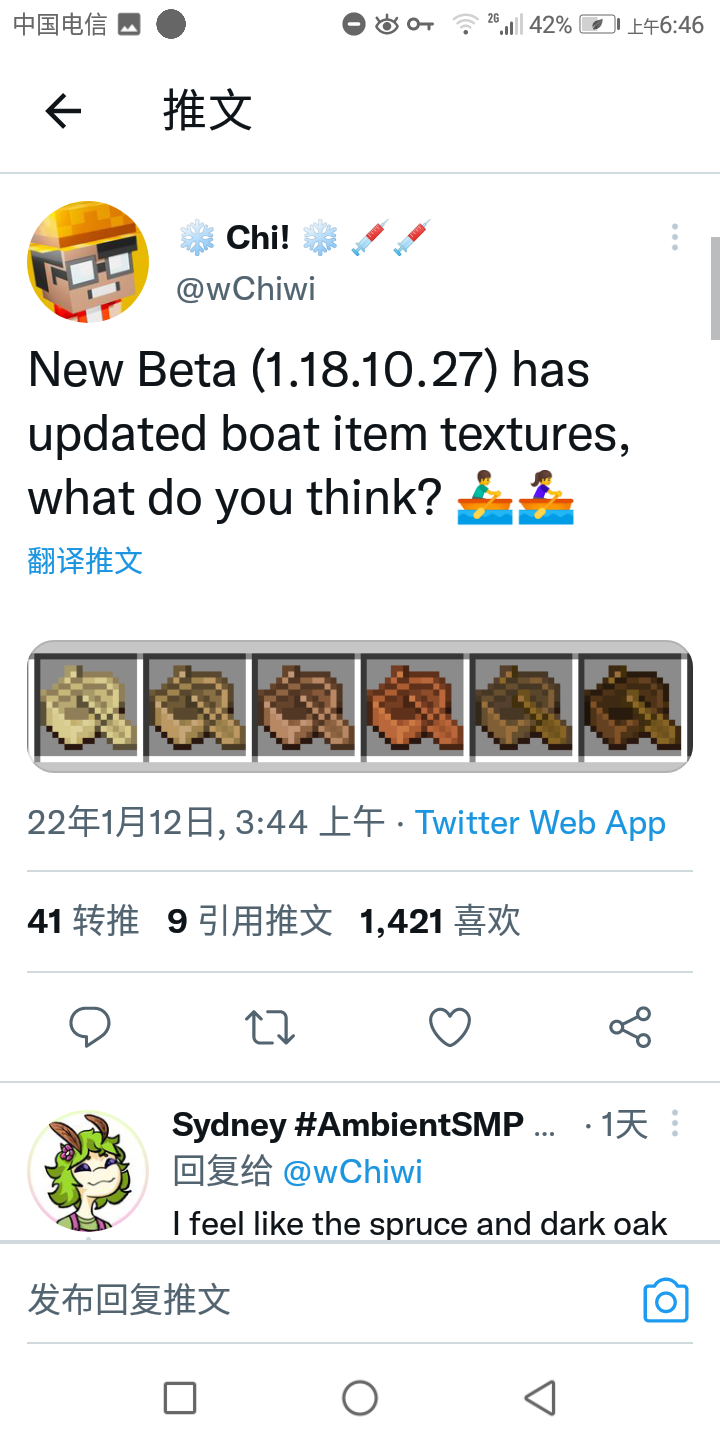 中国电信 2G 42% 上午6:46
推文
Chi!
@wChiwi
New Beta (1.18.10.27) has
updated boat item textures,
what do you think?
翻译推文
22年1月12日, 3:44 上午 · Twitter Web App
41 转推 9 引用推文 1,421 喜欢
Sydney #AmbientSMP ... · 1天
回复给 @wChiwi
I feel like the spruce and dark oak
发布回复推文